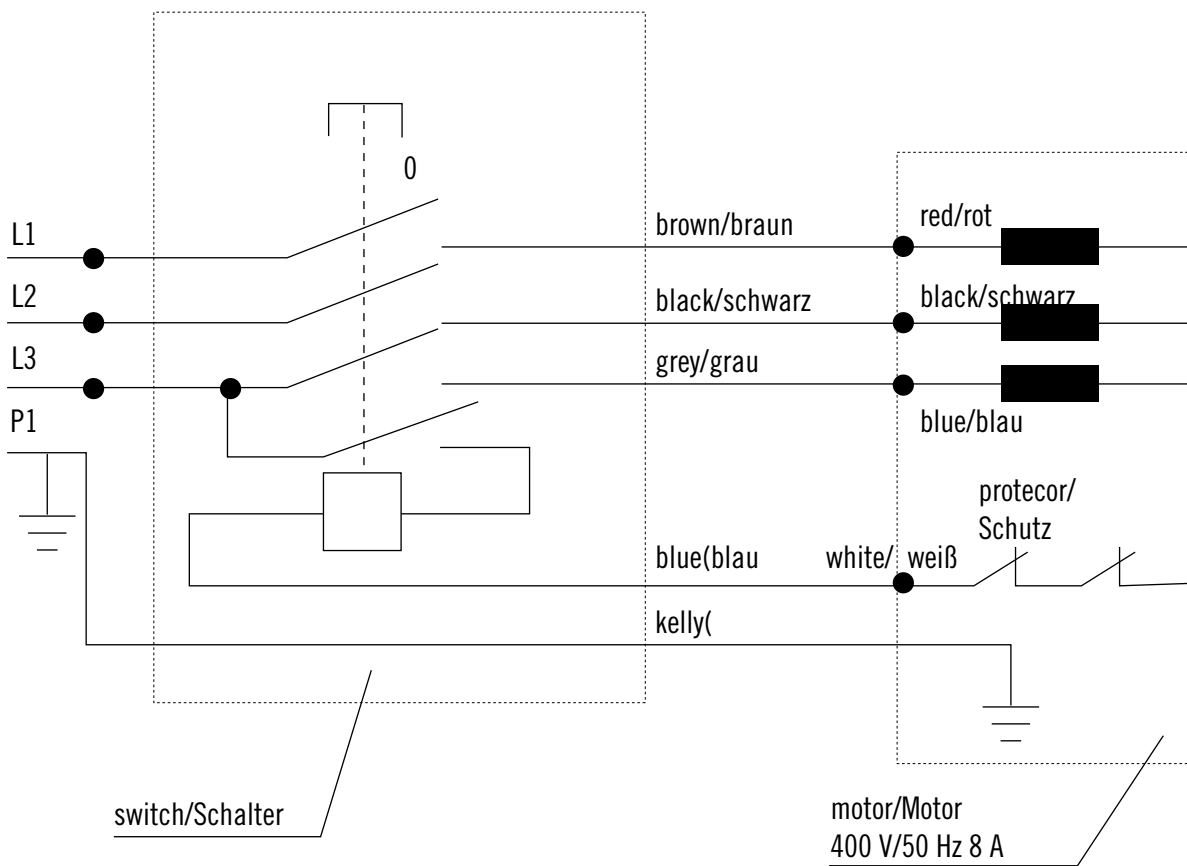 0
L1
brown/braun
red/rot
L2
black/schwarz
black/schwarz
L3
grey/grau
P1
blue/blau
protecor/
Schutz
blue(blau
white/ weiß
kelly(
switch/Schalter
motor/Motor
400 V/50 Hz 8 A